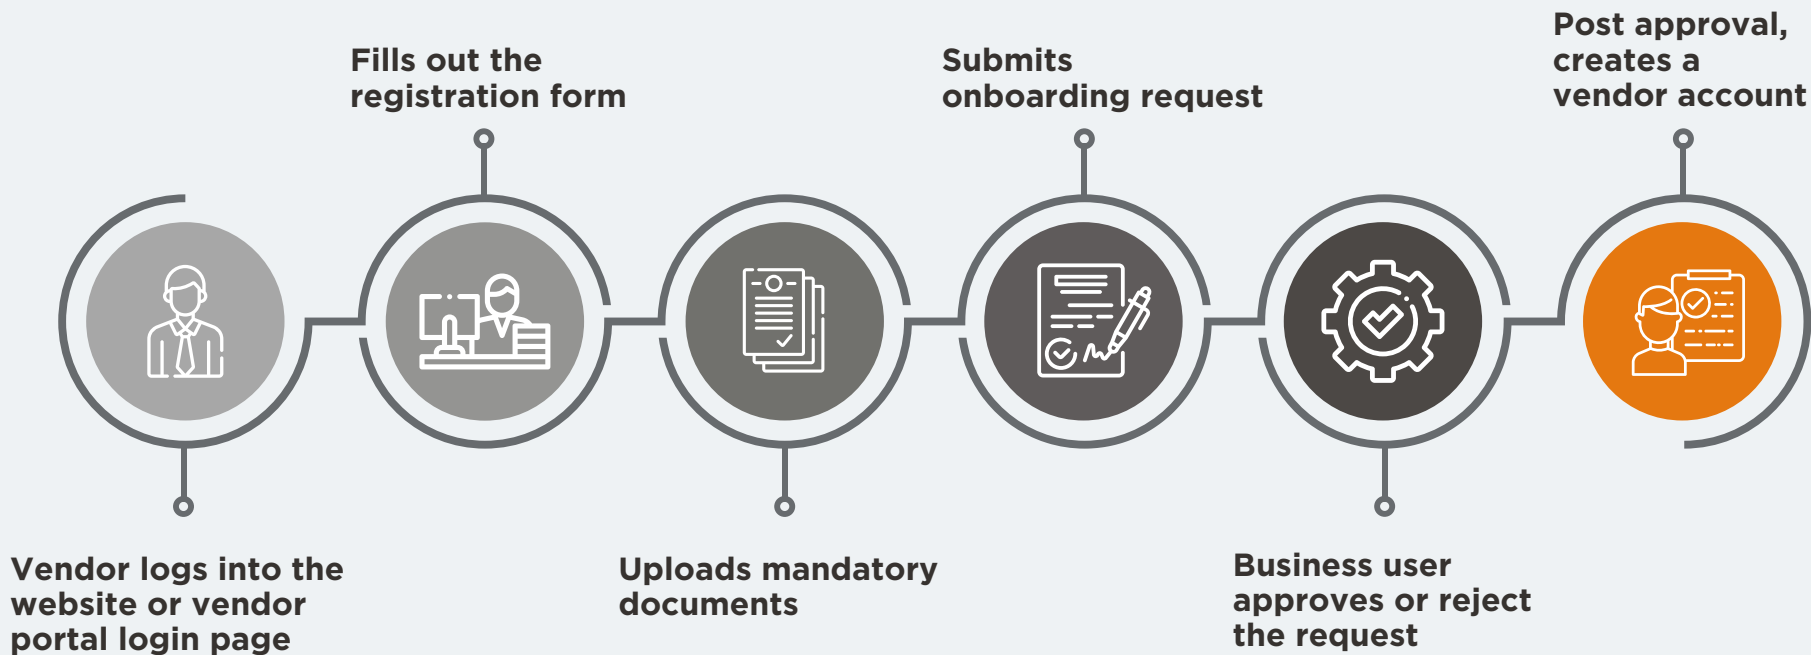 Vendor logs into the
website or vendor
portal login page
Fills out the
registration form
Uploads mandatory
documents
Submits
onboarding request
Business user
approves or reject
the request
Post approval,
creates a
vendor account